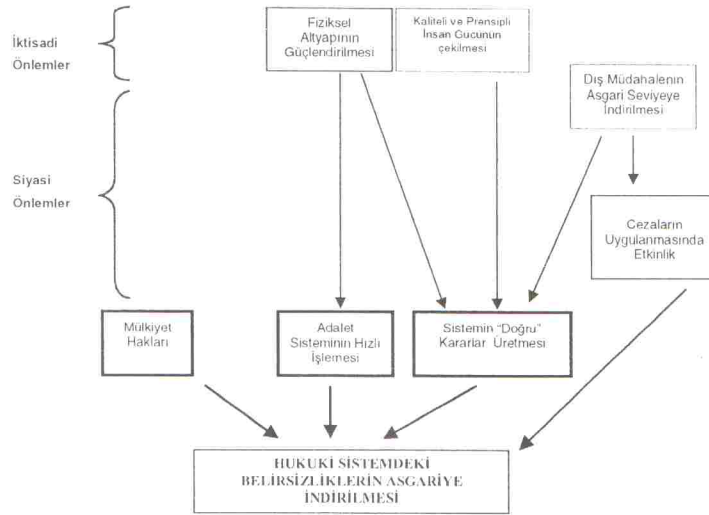 İktisadi
Önlemler
Fiziksel
Altyapının
Güçlendirilmesi
Kaliteli ve Prensipli
İnsan Gücünün
çekilmesi
Dış Müdahalenin
Asgari Seviyeye
İndirilmesi
Siyasi
Önlemler
Cezaların
Uygulanmasında
Etkinlik
Mülkiyet
Hakları
Adalet
Sisteminin Hızlı
İşlemesi
Sistemin "Doğru"
Kararlar Üretmesi
HUKUKİ SİSTEMDEKİ
BELİRSİZLİKLERİN ASGARİYE
İNDİRİLMESİ